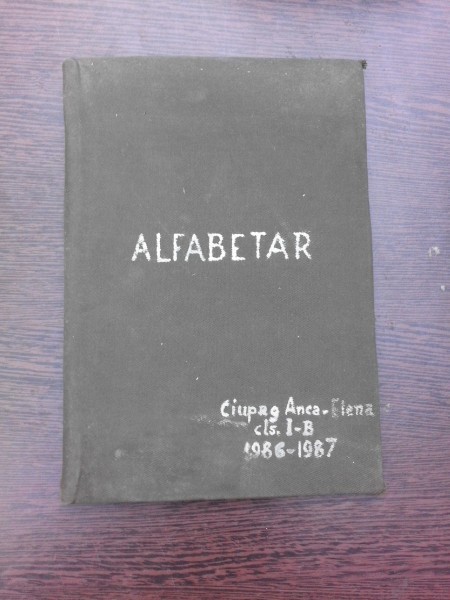 ALFABETAR
Ciupag Anca-Elena
cls. I-B
1986-1987